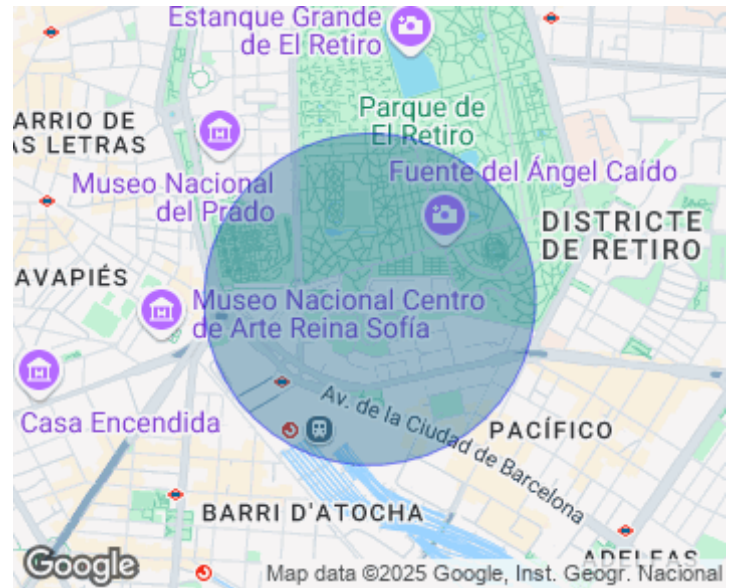 Estanque Grande
de El Retiro
Parque de
El Retiro
ARRIO DE
AS LETRAS
Museo Nacional
del Prado
Fuente del Ángel Caído
DISTRICTE
DE RETIRO
AVAPIÉS
Museo Nacional Centro
de Arte Reina Sofía
Casa Encendida
Av. de la Ciudad de Barcelona
PACÍFICO
BARRI D'ATOCHA
ADELFAS
Google
Map data ©2025 Google, Inst. Geogr. Nacional